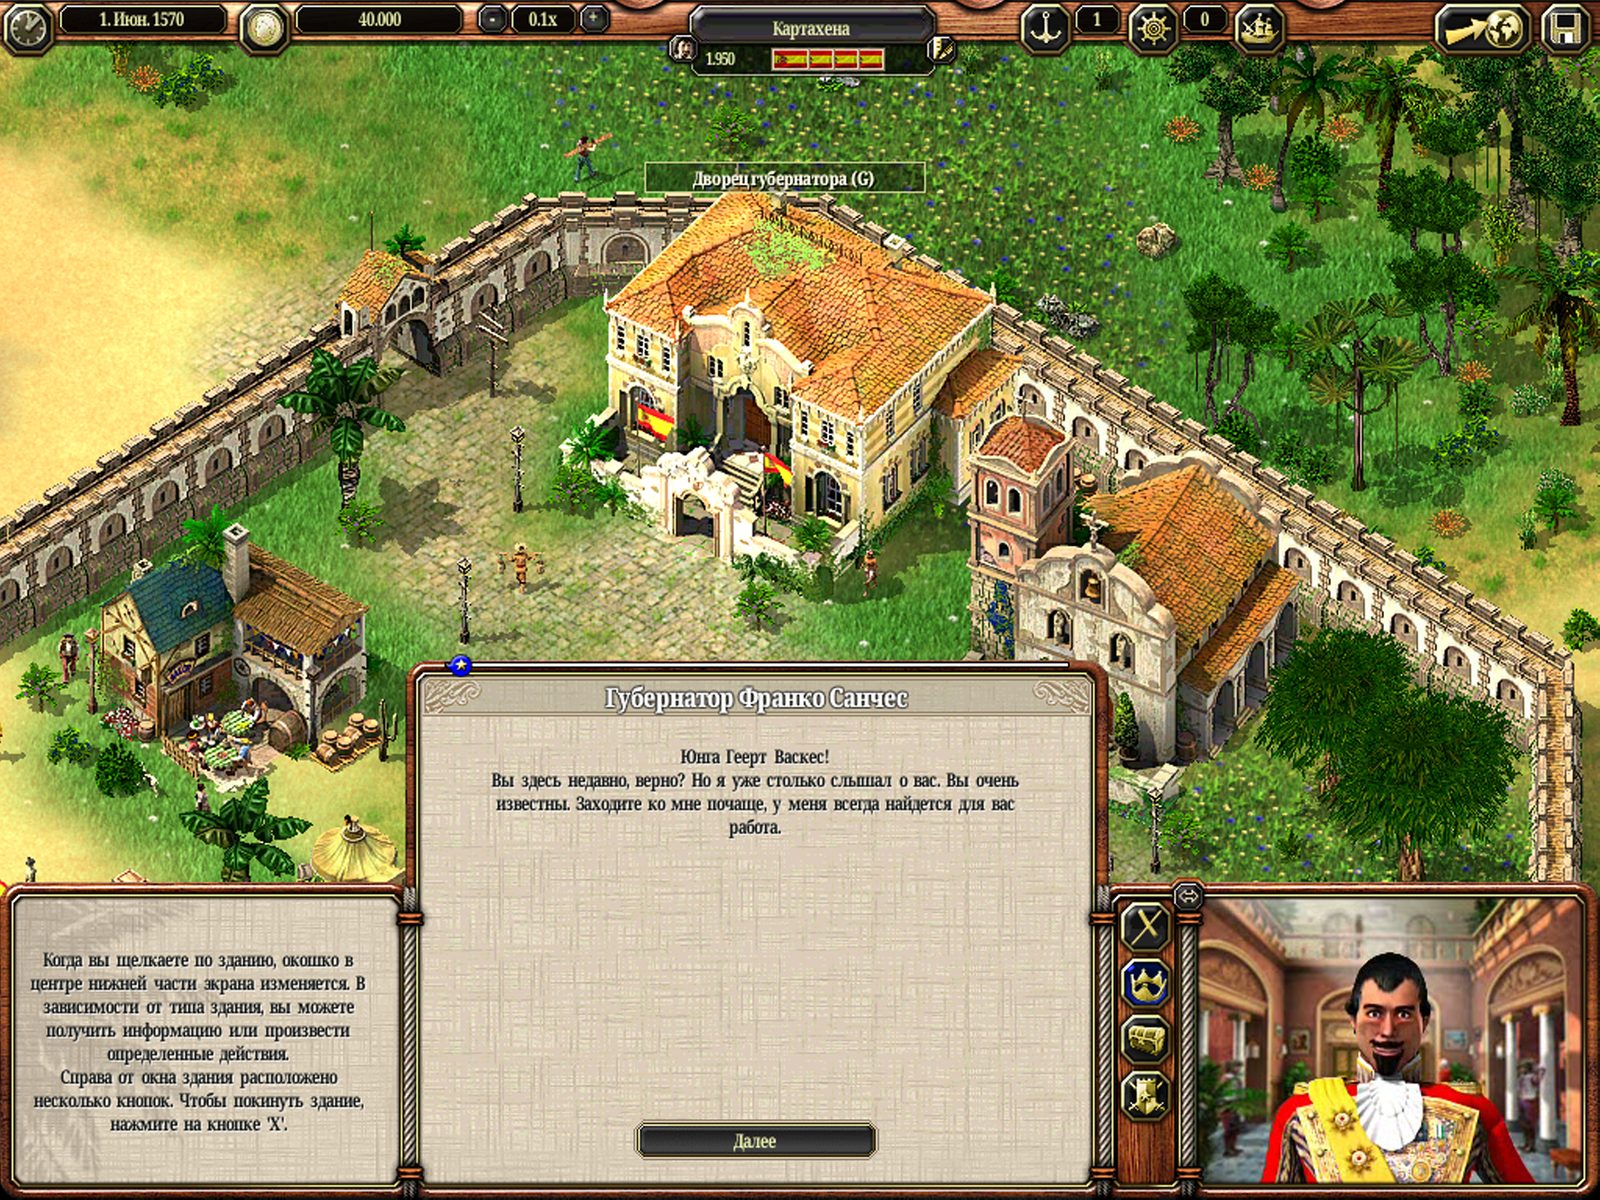 1. Июн. 1570
40.000
-
0.1x
+
Картахена
1.950
1
0
Дворец губернатора (G)
Губернатор Франко Санчес
Юнга Геерт Васкес!
Вы здесь недавно, верно? Но я уже столько слышал о вас. Вы очень
известны. Заходите ко мне почаще, у меня всегда найдется для вас
работа.
Далее
Когда вы щелкаете по зданию, окошко в
центре нижней части экрана изменяется. В
зависимости от типа здания, вы можете
получить информацию или произвести
определенные действия.
Справа от окна здания расположено
несколько кнопок. Чтобы покинуть здание,
нажмите на кнопке 'X'.